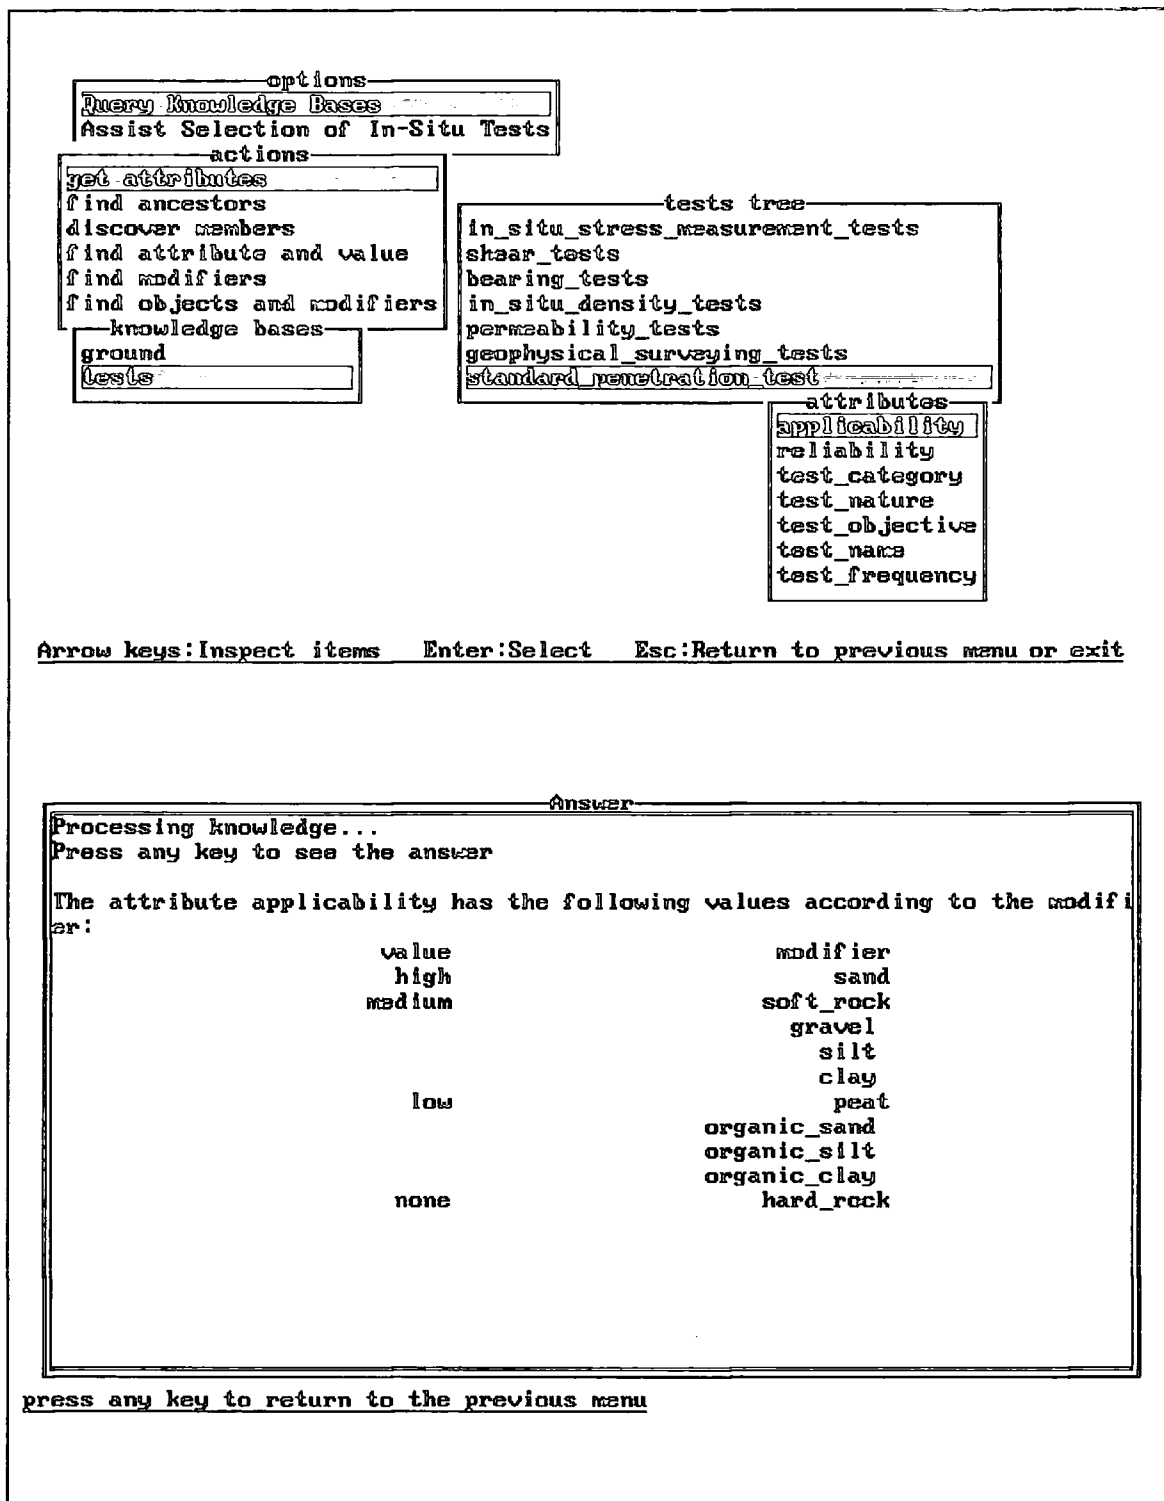 options
Query Knowledge Bases
Assist Selection of In-Situ Tests
actions
get attributes
find ancestors
discover members
find attribute and value
find modifiers
find objects and modifiers
knowledge bases
ground
tests
tests tree
in_situ_stress_measurement_tests
shear_tests
bearing_tests
in_situ_density_tests
permeability_tests
geophysical_surveying_tests
standard_penetration_test
attributes
applicability
reliability
test_category
test_nature
test_objective
test_name
test_frequency
Arrow keys:Inspect items Enter:Select Esc:Return to previous menu or exit
Answer
Processing knowledge...
Press any key to see the answer
The attribute applicability has the following values according to the modifi
er:
value modifier
high sand
medium soft_rock
gravel
silt
clay
low peat
organic_sand
organic_silt
organic_clay
none hard_rock
press any key to return to the previous menu